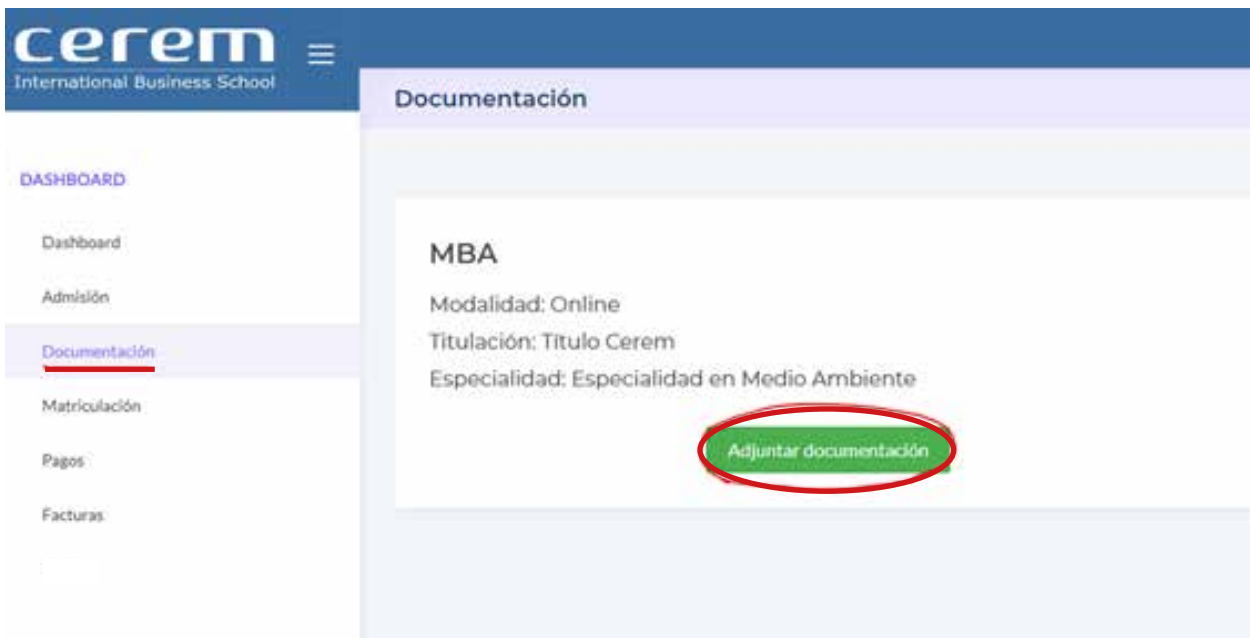 cerem
International Business School
Documentación
DASHBOARD
Dashboard
Admisión
Documentación
Matriculación
Pagos
Facturas
MBA
Modalidad: Online
Titulación: Título Cerem
Especialidad: Especialidad en Medio Ambiente
Adjuntar documentación